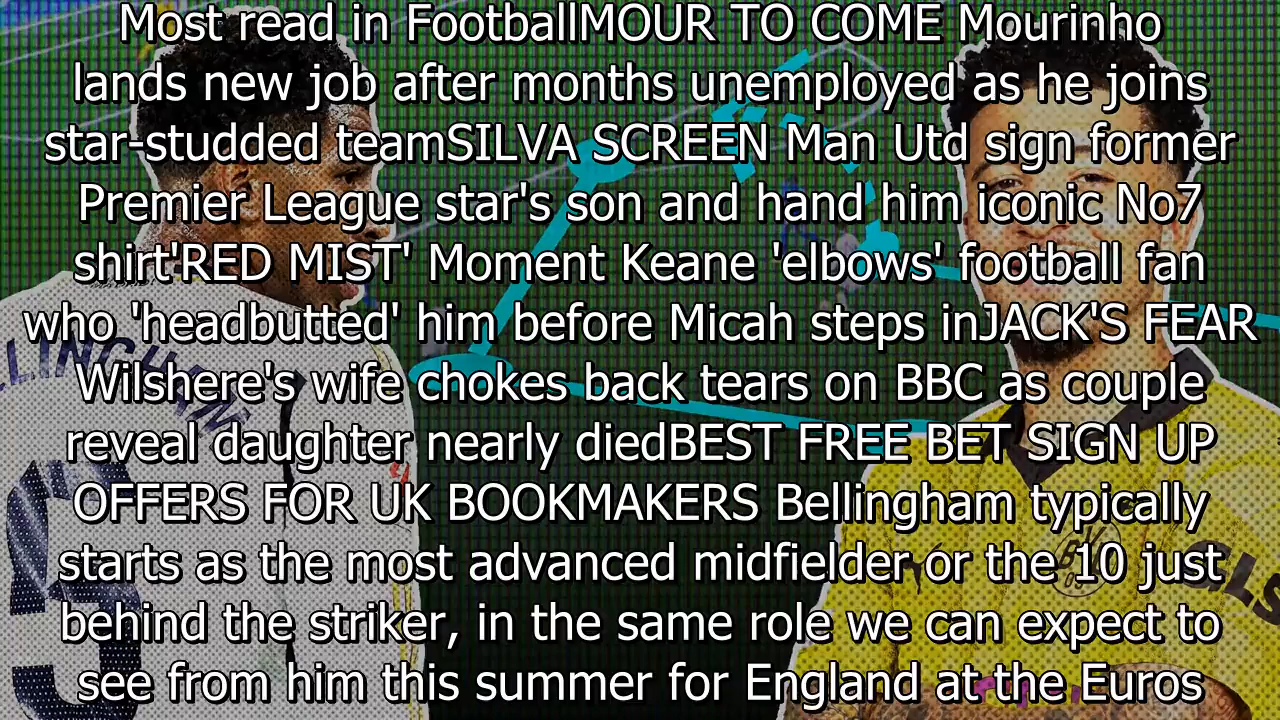 Most read in FootballMOUR TO COME Mourinho
lands new job after months unemployed as he joins
star-studded teamSILVA SCREEN Man Utd sign former
Premier League star's son and hand him iconic No7
shirt'RED MIST' Moment Keane 'elbows' football fan
who 'headbutted' him before Micah steps inJACK'S FEAR
Wilshere's wife chokes back tears on BBC as couple
reveal daughter nearly diedBEST FREE BET SIGN UP
OFFERS FOR UK BOOKMAKERS Bellingham typically
starts as the most advanced midfielder or the 10 just
behind the striker, in the same role we can expect to
see from him this summer for England at the Euros
LLINGHAM
5